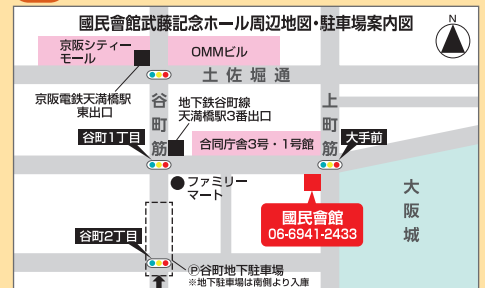 國民會館武藤記念ホール周辺地図・駐車場案内図
N
京阪シティー
モール
OMMビル
土佐堀通
京阪電鉄天満橋駅
東出口
谷町筋
地下鉄谷町線
天満橋駅3番出口
上町筋
谷町1丁目
合同庁舎3号・1号館
大手前
ファミリー
マート
國民會館
06-6941-2433
大阪城
谷町2丁目
Ⓟ谷町地下駐車場
※地下駐車場は南側より入庫